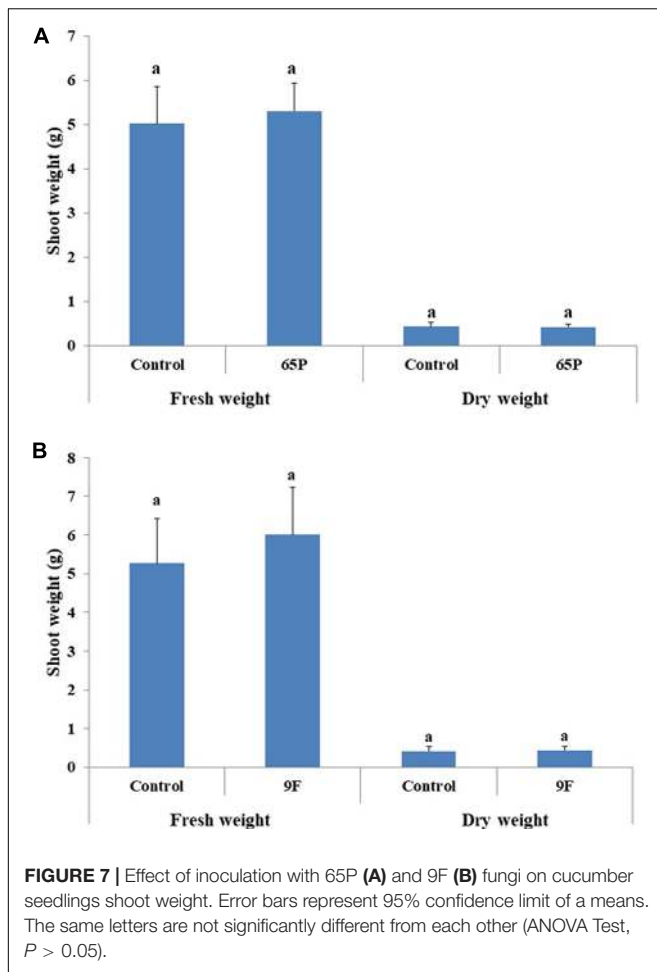 A
7
6
5
4
3
2
1
0
Shoot weight (g)
a
a
a
a
Control
65P
Control
65P
Fresh weight
Dry weight
B
8
7
6
5
4
3
2
1
0
Shoot weight (g)
a
a
a
a
Control
9F
Control
9F
Fresh weight
Dry weight
FIGURE 7 | Effect of inoculation with 65P (A) and 9F (B) fungi on cucumber
seedlings shoot weight. Error bars represent 95% confidence limit of a means.
The same letters are not significantly different from each other (ANOVA Test,
P > 0.05).